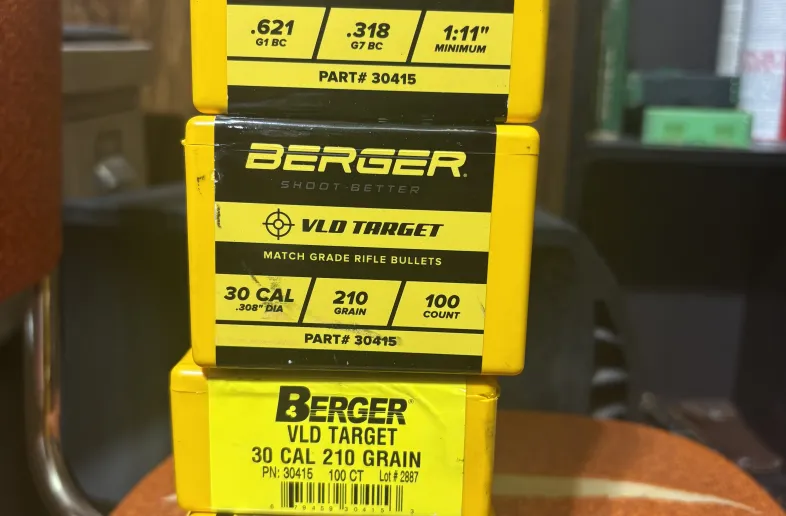 .621 .318 1:11"
G1 BC G7 BC MINIMUM
PART# 30415
BERGER.
SHOOT BETTER
VLD TARGET
MATCH GRADE RIFLE BULLETS
30 CAL 210 100
.308" DIA GRAIN COUNT
PART# 30415
BERGER
VLD TARGET
30 CAL 210 GRAIN
PN: 30415 100 CT Lot # 2887